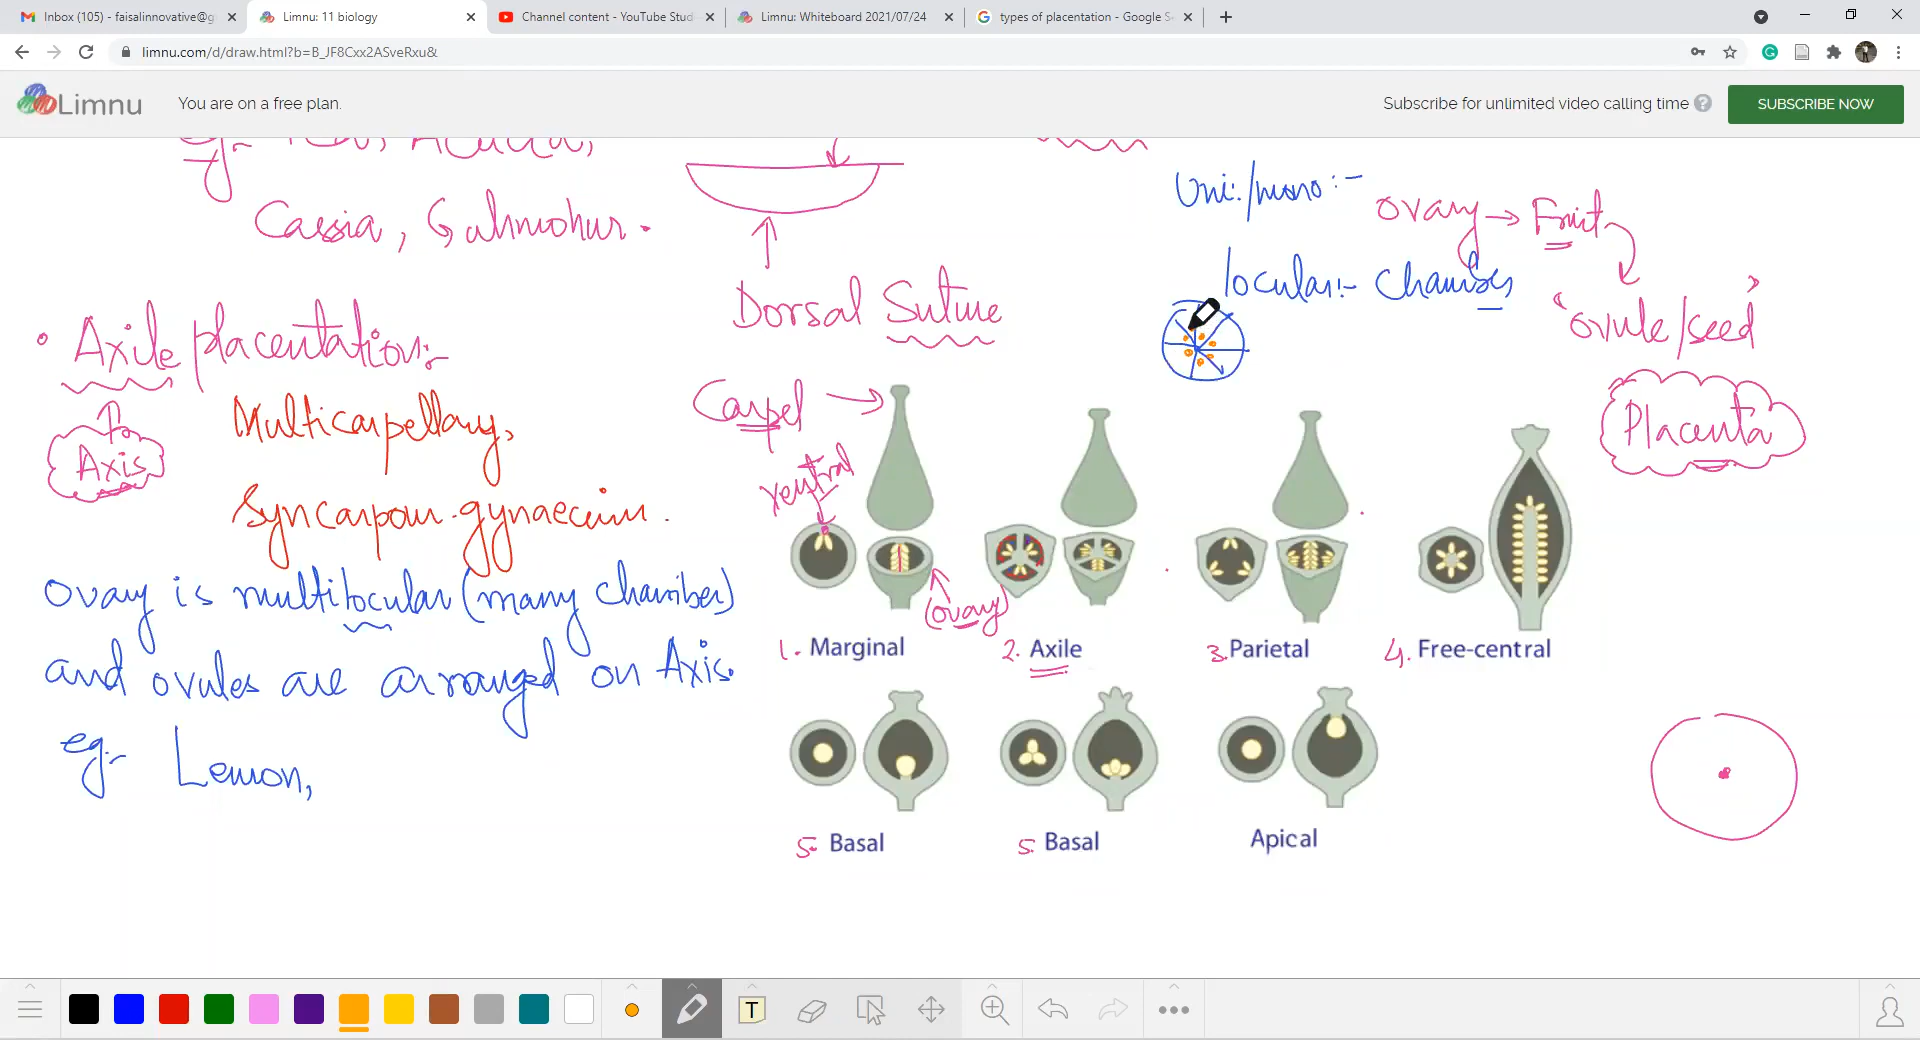 Inbox (105) - faisalinnovative@g
Limnu: 11 biology
Channel content - YouTube Stud
Limnu: Whiteboard 2021/07/24
types of placentation - Google S
limnu.com/d/draw.html?b=B_JF8Cxx2ASveRxu&
Limnu
You are on a free plan.
Subscribe for unlimited video calling time
SUBSCRIBE NOW
Cassia, Gulmohur.
Dorsal Suture
Uni:/mono:-
locular:- Chambers
Ovary → Fruit
"ovule/seed"
Placenta
• Axile placentation:-
Axis
Multicarpellary,
Syncarpous gynaecium.
Ovary is multilocular (many chamber)
and ovules are arranged on Axis.
eg:- Lemon,
Carpel
ventral
(ovary)
1. Marginal
2. Axile
3. Parietal
4. Free-central
5. Basal
5. Basal
Apical
T